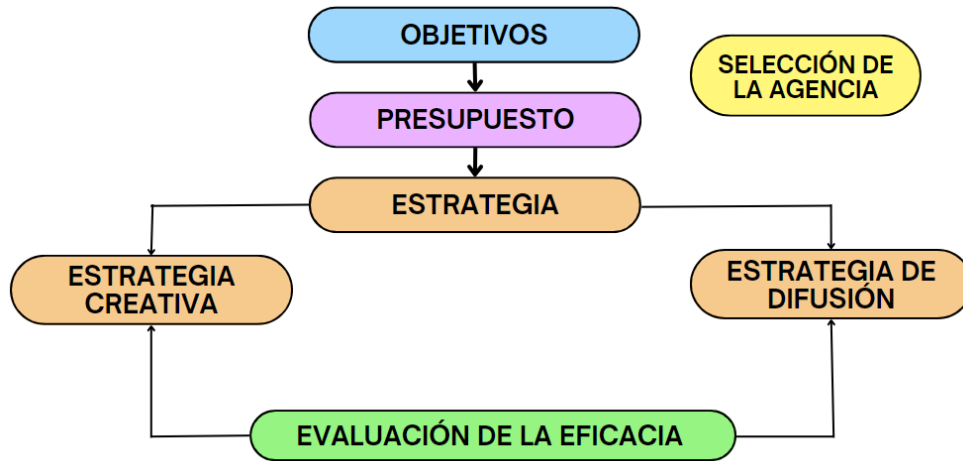 OBJETIVOS
SELECCIÓN DE
LA AGENCIA
PRESUPUESTO
ESTRATEGIA
ESTRATEGIA
CREATIVA
ESTRATEGIA DE
DIFUSIÓN
EVALUACIÓN DE LA EFICACIA